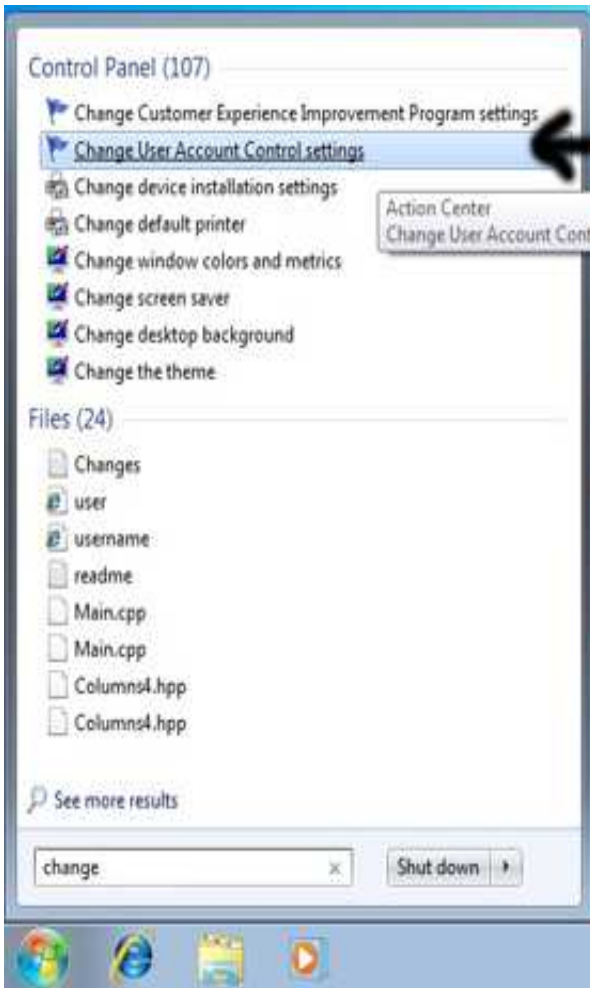 Control Panel (107)
Change Customer Experience Improvement Program settings
Change User Account Control settings
Change device installation settings
Action Center
Change User Account Cont
Change default printer
Change window colors and metrics
Change screen saver
Change desktop background
Change the theme
Files (24)
Changes
user
username
readme
Main.cpp
Main.cpp
Columns4.hpp
Columns4.hpp
See more results
change
Shut down